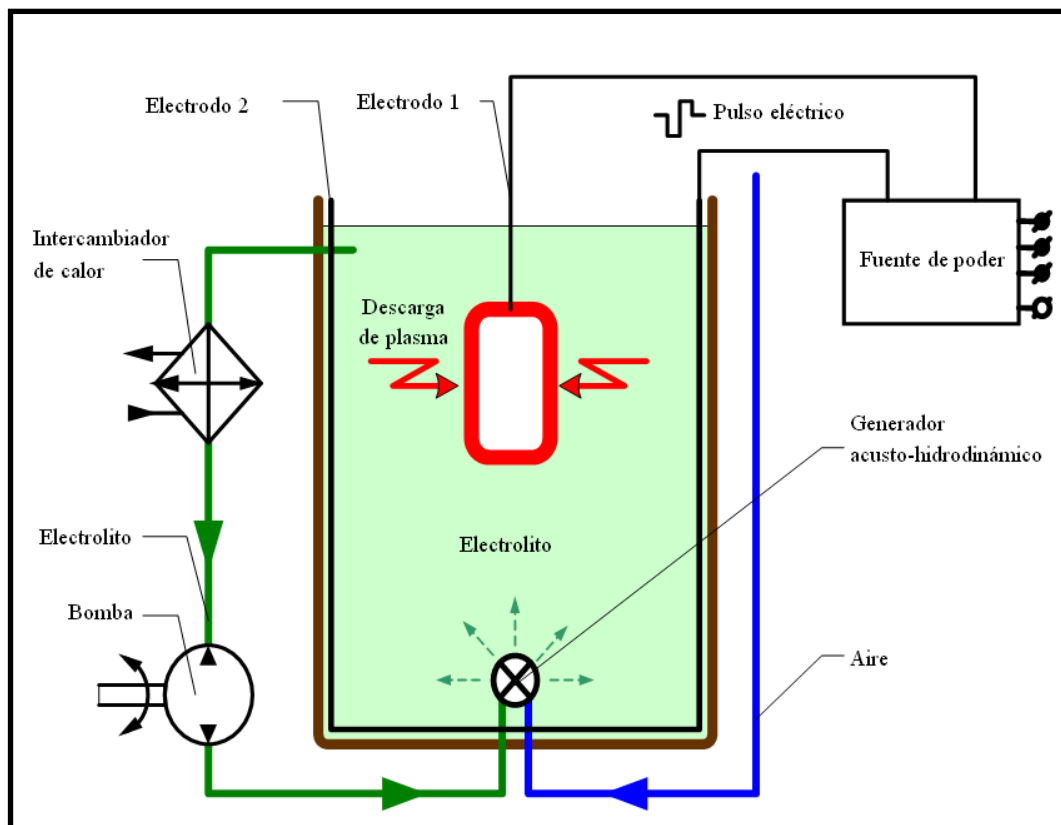 Electrodo 2
Electrodo 1
Pulso eléctrico
Intercambiador
de calor
Fuente de poder
Descarga
de plasma
Generador
acusto-hidrodinámico
Electrolito
Electrolito
Bomba
Aire